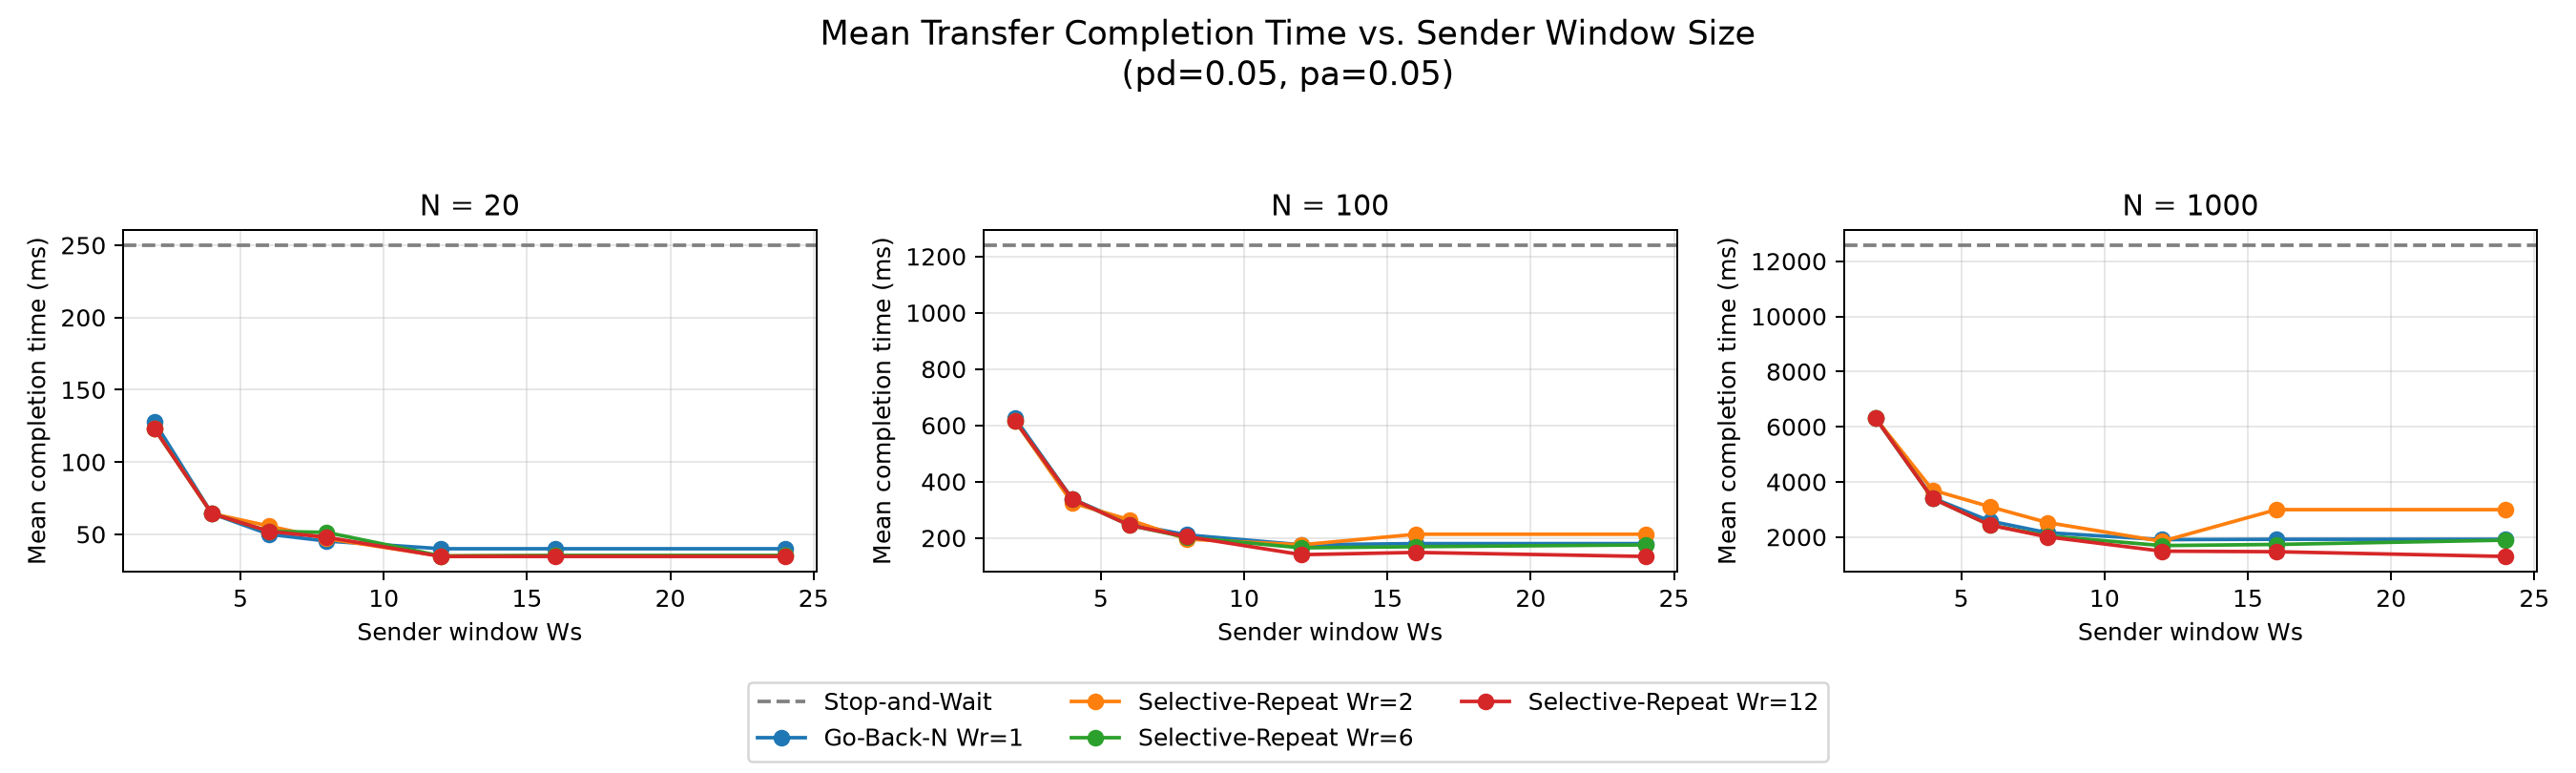 Mean Transfer Completion Time vs. Sender Window Size
(pd=0.05, pa=0.05)
N = 20
Mean completion time (ms)
250
200
150
100
50
5 10 15 20 25
Sender window Ws
N = 100
Mean completion time (ms)
1200
1000
800
600
400
200
5 10 15 20 25
Sender window Ws
N = 1000
Mean completion time (ms)
12000
10000
8000
6000
4000
2000
5 10 15 20 25
Sender window Ws
Stop-and-Wait
Go-Back-N Wr=1
Selective-Repeat Wr=2
Selective-Repeat Wr=6
Selective-Repeat Wr=12